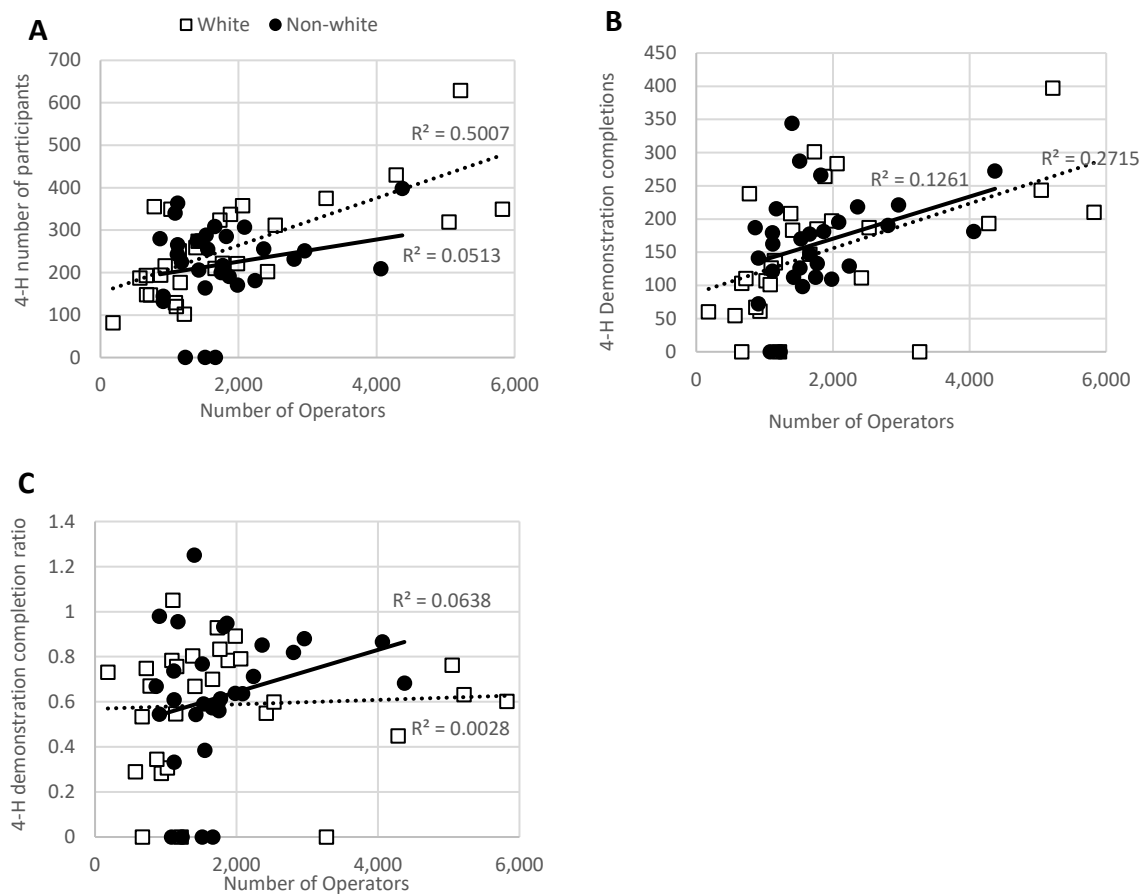 A
White
Non-white
700
600
500
400
300
200
100
0
4-H number of participants
R² = 0.5007
R² = 0.0513
0
2,000
4,000
6,000
Number of Operators
B
450
400
350
300
250
200
150
100
50
0
4-H Demonstration completions
R² = 0.2715
R² = 0.1261
0
2,000
4,000
6,000
Number of Operators
C
1.4
1.2
1
0.8
0.6
0.4
0.2
0
4-H demonstration completion ratio
R² = 0.0638
R² = 0.0028
0
2,000
4,000
6,000
Number of Operators